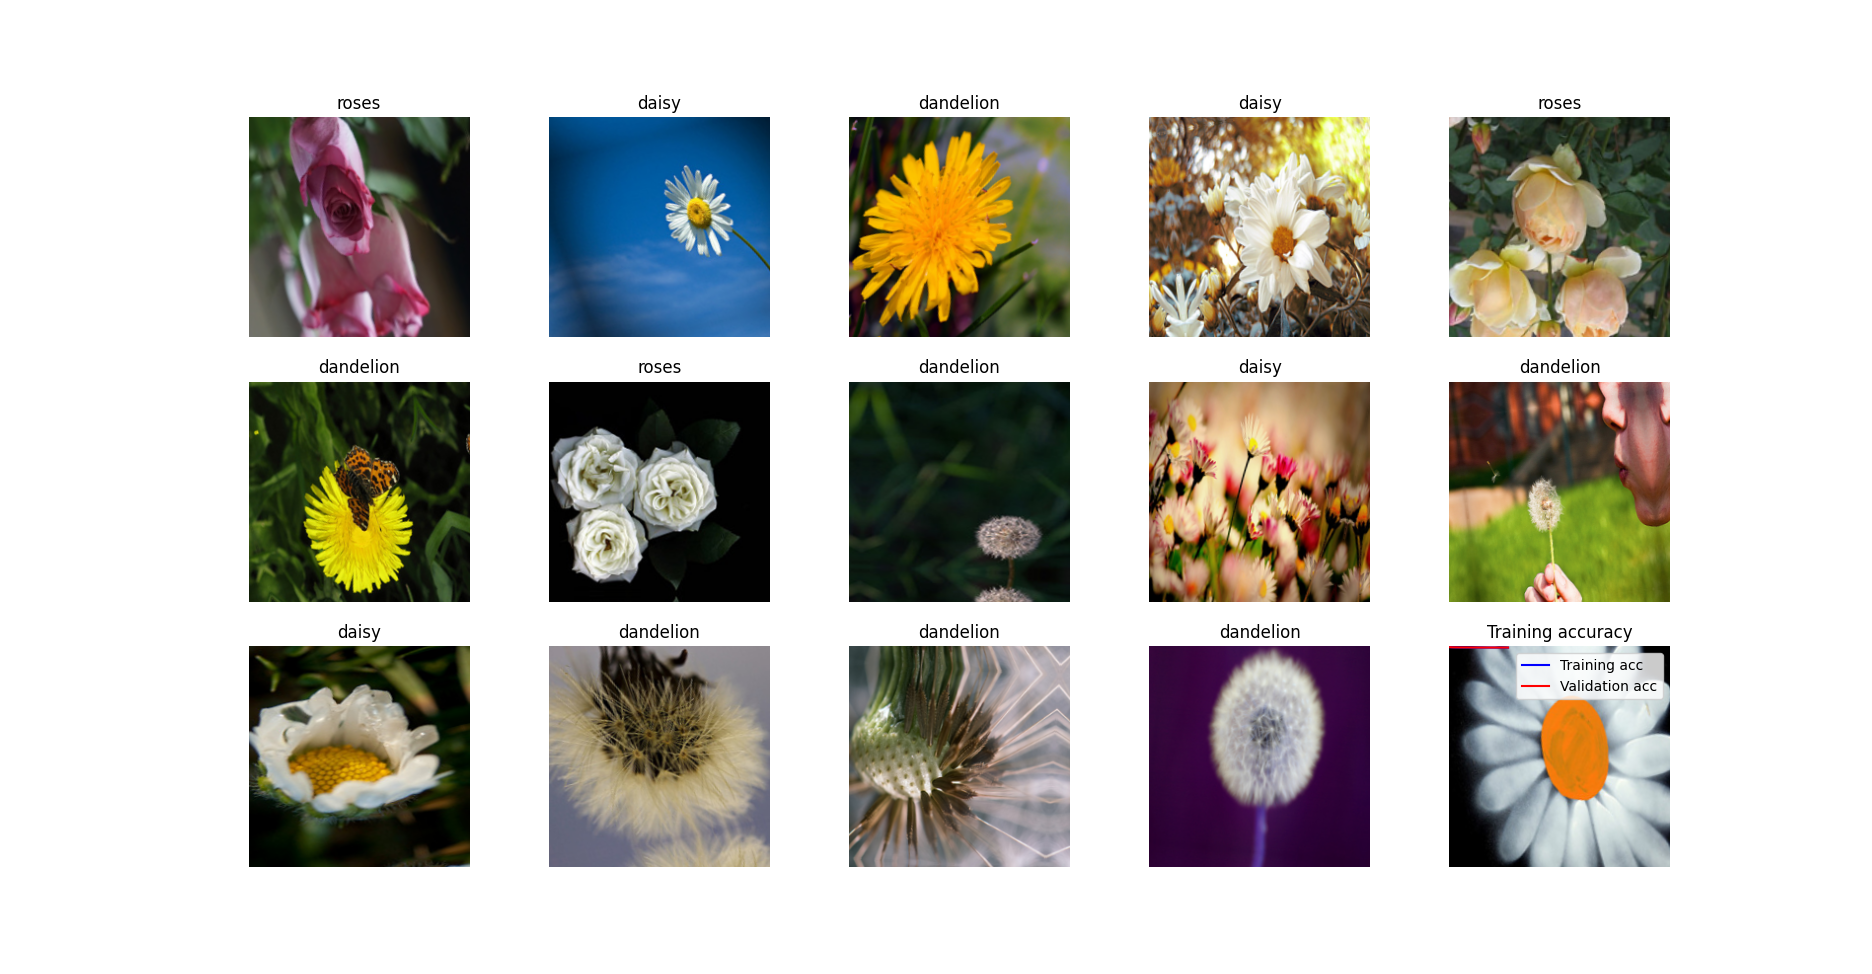 roses
daisy
dandelion
daisy
roses
dandelion
roses
dandelion
daisy
dandelion
daisy
dandelion
dandelion
dandelion
Training accuracy
Training acc
Validation acc